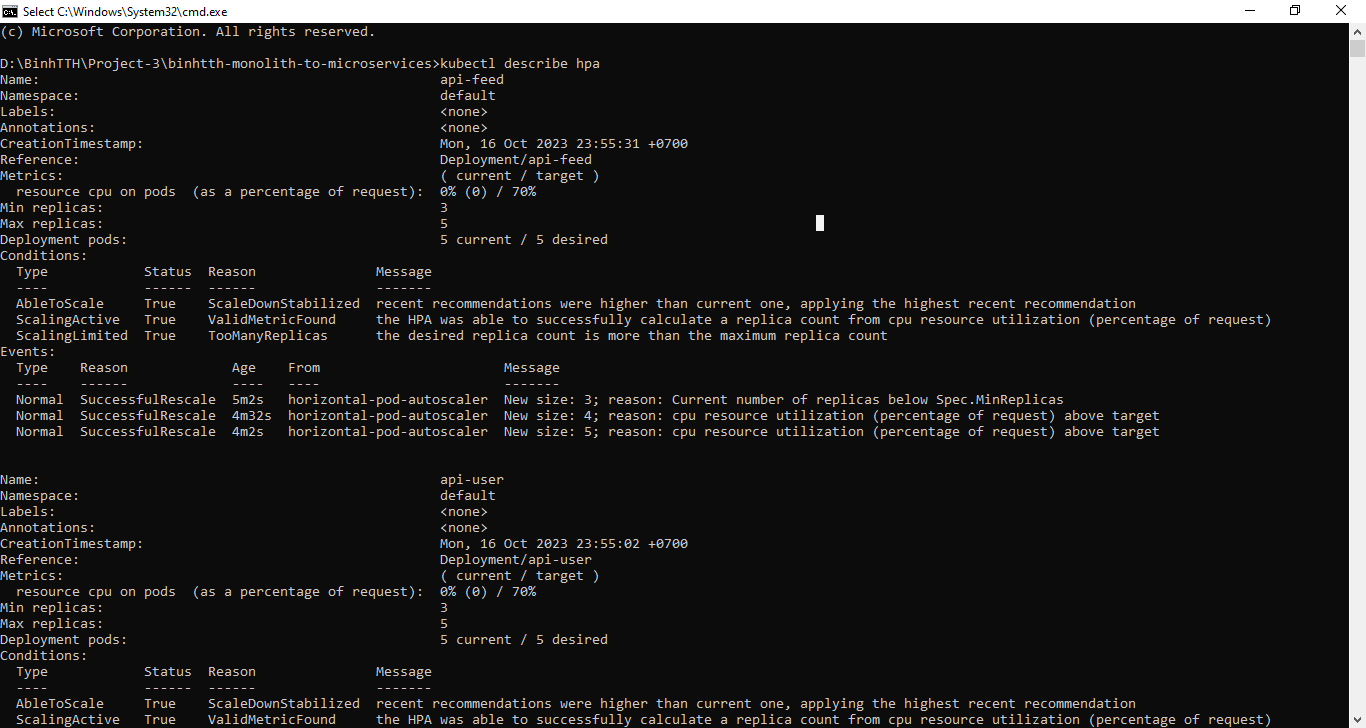 Select C:\Windows\System32\cmd.exe
(c) Microsoft Corporation. All rights reserved.
D:\BinhTTH\Project-3\binhtth-monolith-to-microservices>kubectl describe hpa
Name: api-feed
Namespace: default
Labels: <none>
Annotations: <none>
CreationTimestamp: Mon, 16 Oct 2023 23:55:31 +0700
Reference: Deployment/api-feed
Metrics: ( current / target )
resource cpu on pods (as a percentage of request): 0% (0) / 70%
Min replicas: 3
Max replicas: 5
Deployment pods: 5 current / 5 desired
Conditions:
Type Status Reason Message
---- ------ ------ -------
AbleToScale True ScaleDownStabilized recent recommendations were higher than current one, applying the highest recent recommendation
ScalingActive True ValidMetricFound the HPA was able to successfully calculate a replica count from cpu resource utilization (percentage of request)
ScalingLimited True TooManyReplicas the desired replica count is more than the maximum replica count
Events:
Type Reason Age From Message
---- ------ ---- ---- -------
Normal SuccessfulRescale 5m2s horizontal-pod-autoscaler New size: 3; reason: Current number of replicas below Spec.MinReplicas
Normal SuccessfulRescale 4m32s horizontal-pod-autoscaler New size: 4; reason: cpu resource utilization (percentage of request) above target
Normal SuccessfulRescale 4m2s horizontal-pod-autoscaler New size: 5; reason: cpu resource utilization (percentage of request) above target
Name: api-user
Namespace: default
Labels: <none>
Annotations: <none>
CreationTimestamp: Mon, 16 Oct 2023 23:55:02 +0700
Reference: Deployment/api-user
Metrics: ( current / target )
resource cpu on pods (as a percentage of request): 0% (0) / 70%
Min replicas: 3
Max replicas: 5
Deployment pods: 5 current / 5 desired
Conditions:
Type Status Reason Message
---- ------ ------ -------
AbleToScale True ScaleDownStabilized recent recommendations were higher than current one, applying the highest recent recommendation
ScalingActive True ValidMetricFound the HPA was able to successfully calculate a replica count from cpu resource utilization (percentage of request)